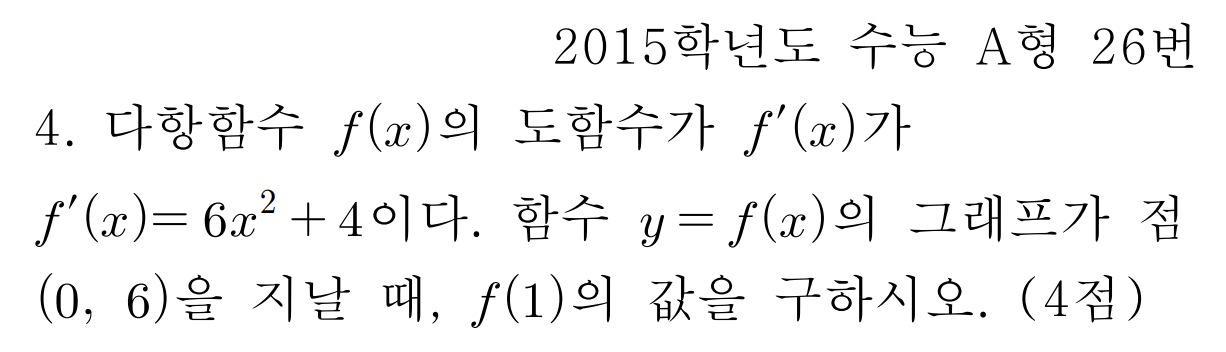 2015학년도 수능 A형 26번
4. 다항함수 f(x)의 도함수가 f′(x)가
f′(x)=6x²+4이다. 함수 y=f(x)의 그래프가 점
(0, 6)을 지날 때, f(1)의 값을 구하시오. (4점)